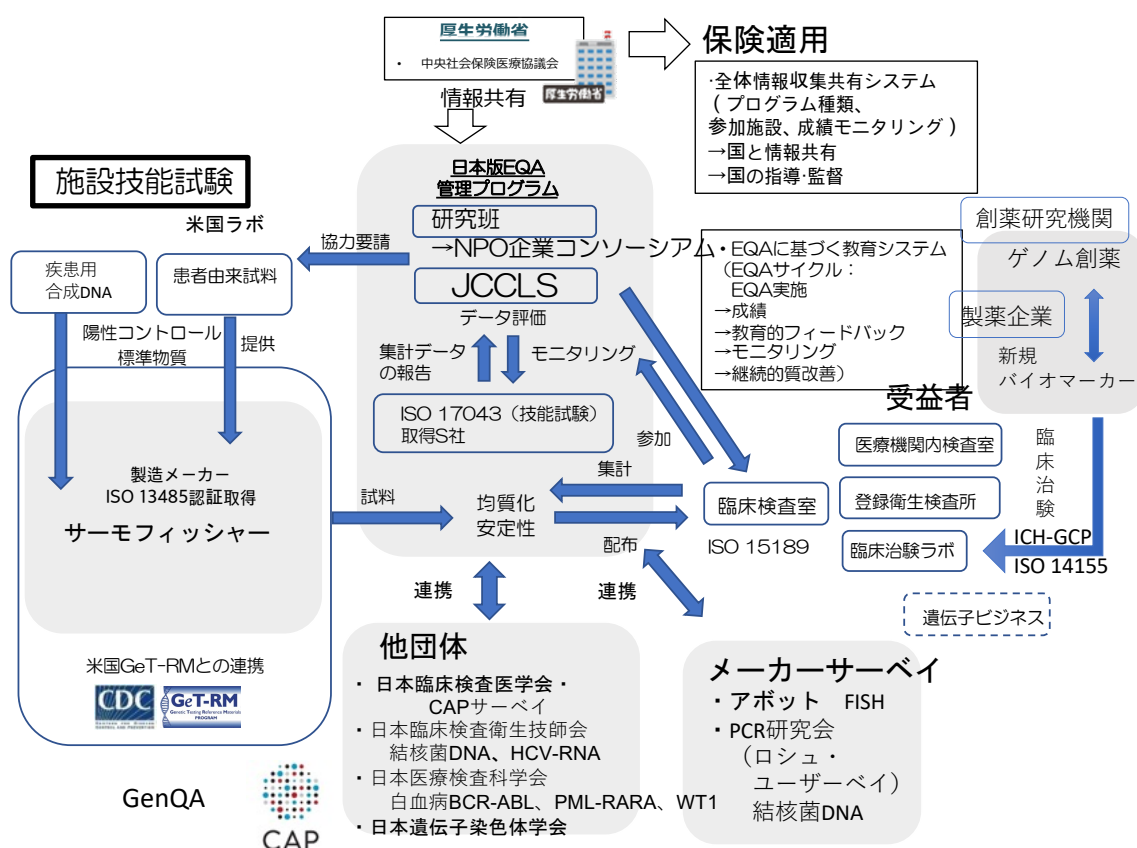 厚生労働省
・ 中央社会保険医療協議会
厚生労働省
情報共有
保険適用
・全体情報収集共有システム
(プログラム種類、
参加施設、成績モニタリング)
→国と情報共有
→国の指導・監督
施設技能試験
日本版EQA
管理プログラム
研究班
→NPO企業コンソーシアム
JCCLS
データ評価
集計データ
の報告
モニタリング
ISO 17043(技能試験)
取得S社
米国ラボ
協力要請
疾患用
合成DNA
患者由来試料
陽性コントロール
標準物質
提供
製造メーカー
ISO 13485認証取得
サーモフィッシャー
米国GeT-RMとの連携
CDC
CENTERS FOR DISEASE CONTROL AND PREVENTION
GeT-RM
Genetic Testing Reference Materials
PROGRAM
GenQA
CAP
試料
均質化
安定性
・EQAに基づく教育システム
(EQAサイクル:
EQA実施
→成績
→教育的フィードバック
→モニタリング
→継続的質改善)
参加
集計
配布
臨床検査室
ISO 15189
創薬研究機関
ゲノム創薬
製薬企業
新規
バイオマーカー
受益者
医療機関内検査室
登録衛生検査所
臨床治験ラボ
臨床治験
ICH-GCP
ISO 14155
遺伝子ビジネス
連携
連携
他団体
・ 日本臨床検査医学会・
CAPサーベイ
・日本臨床検査衛生技師会
結核菌DNA、HCV-RNA
・日本医療検査科学会
白血病BCR-ABL、PML-RARA、WT1
・日本遺伝子染色体学会
メーカーサーベイ
・アボット FISH
・PCR研究会
(ロシュ・
ユーザーベイ)
結核菌DNA